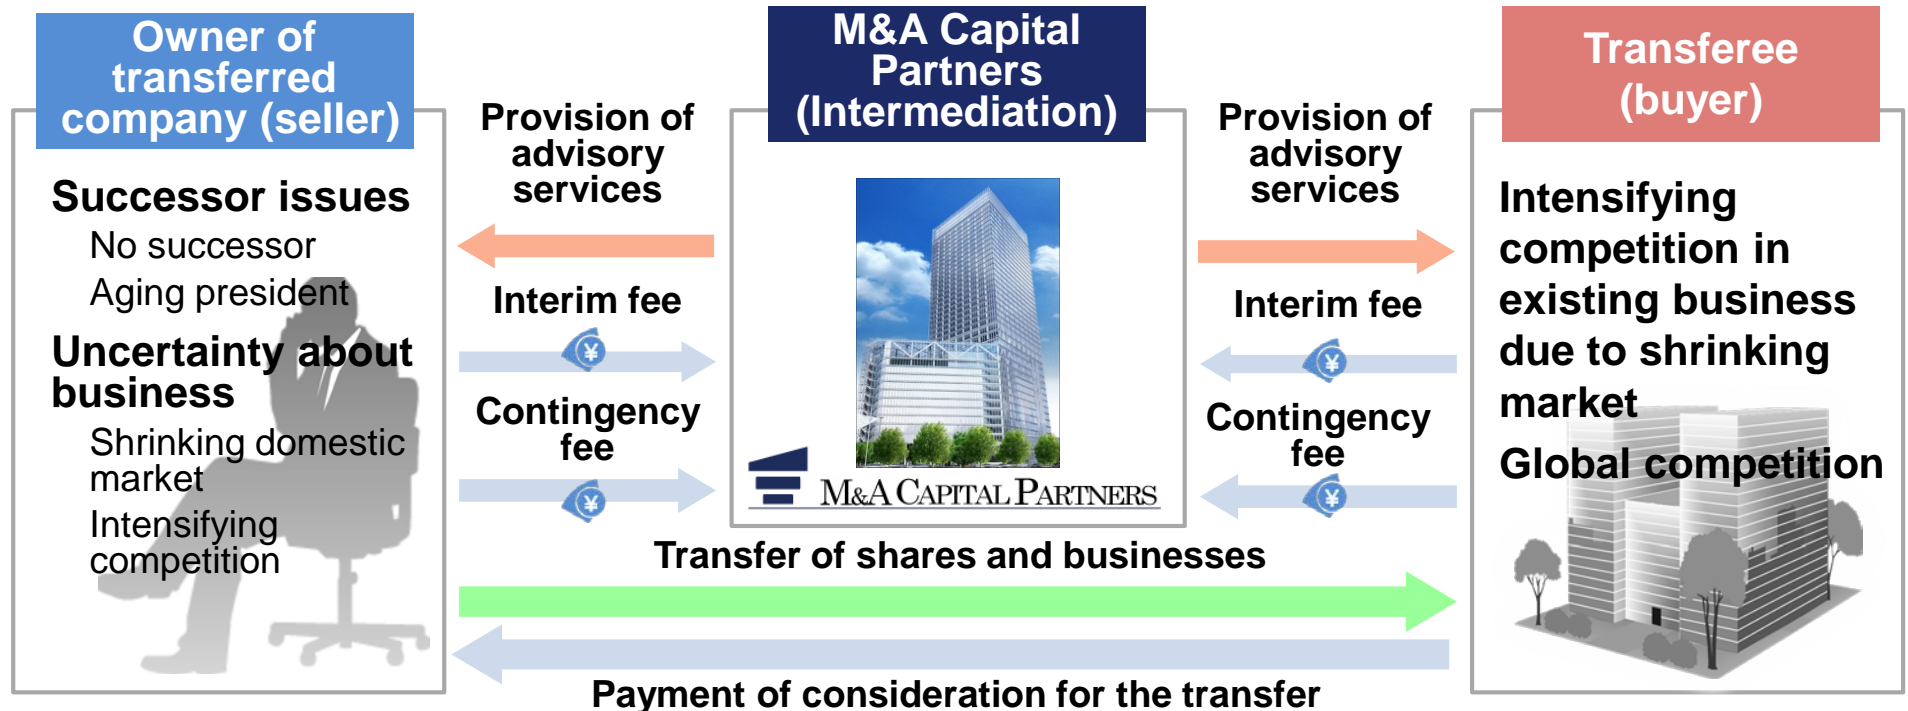 Owner of
transferred
company (seller)
Successor issues
No successor
Aging president
Uncertainty about
business
Shrinking domestic
market
Intensifying
competition
Provision of
advisory
services
Interim fee
¥
Contingency
fee
¥
M&A Capital
Partners
(Intermediation)
M&A CAPITAL PARTNERS
Provision of
advisory
services
Interim fee
¥
Contingency
fee
¥
Transferee
(buyer)
Intensifying
competition in
existing business
due to shrinking
market
Global competition
Transfer of shares and businesses
Payment of consideration for the transfer